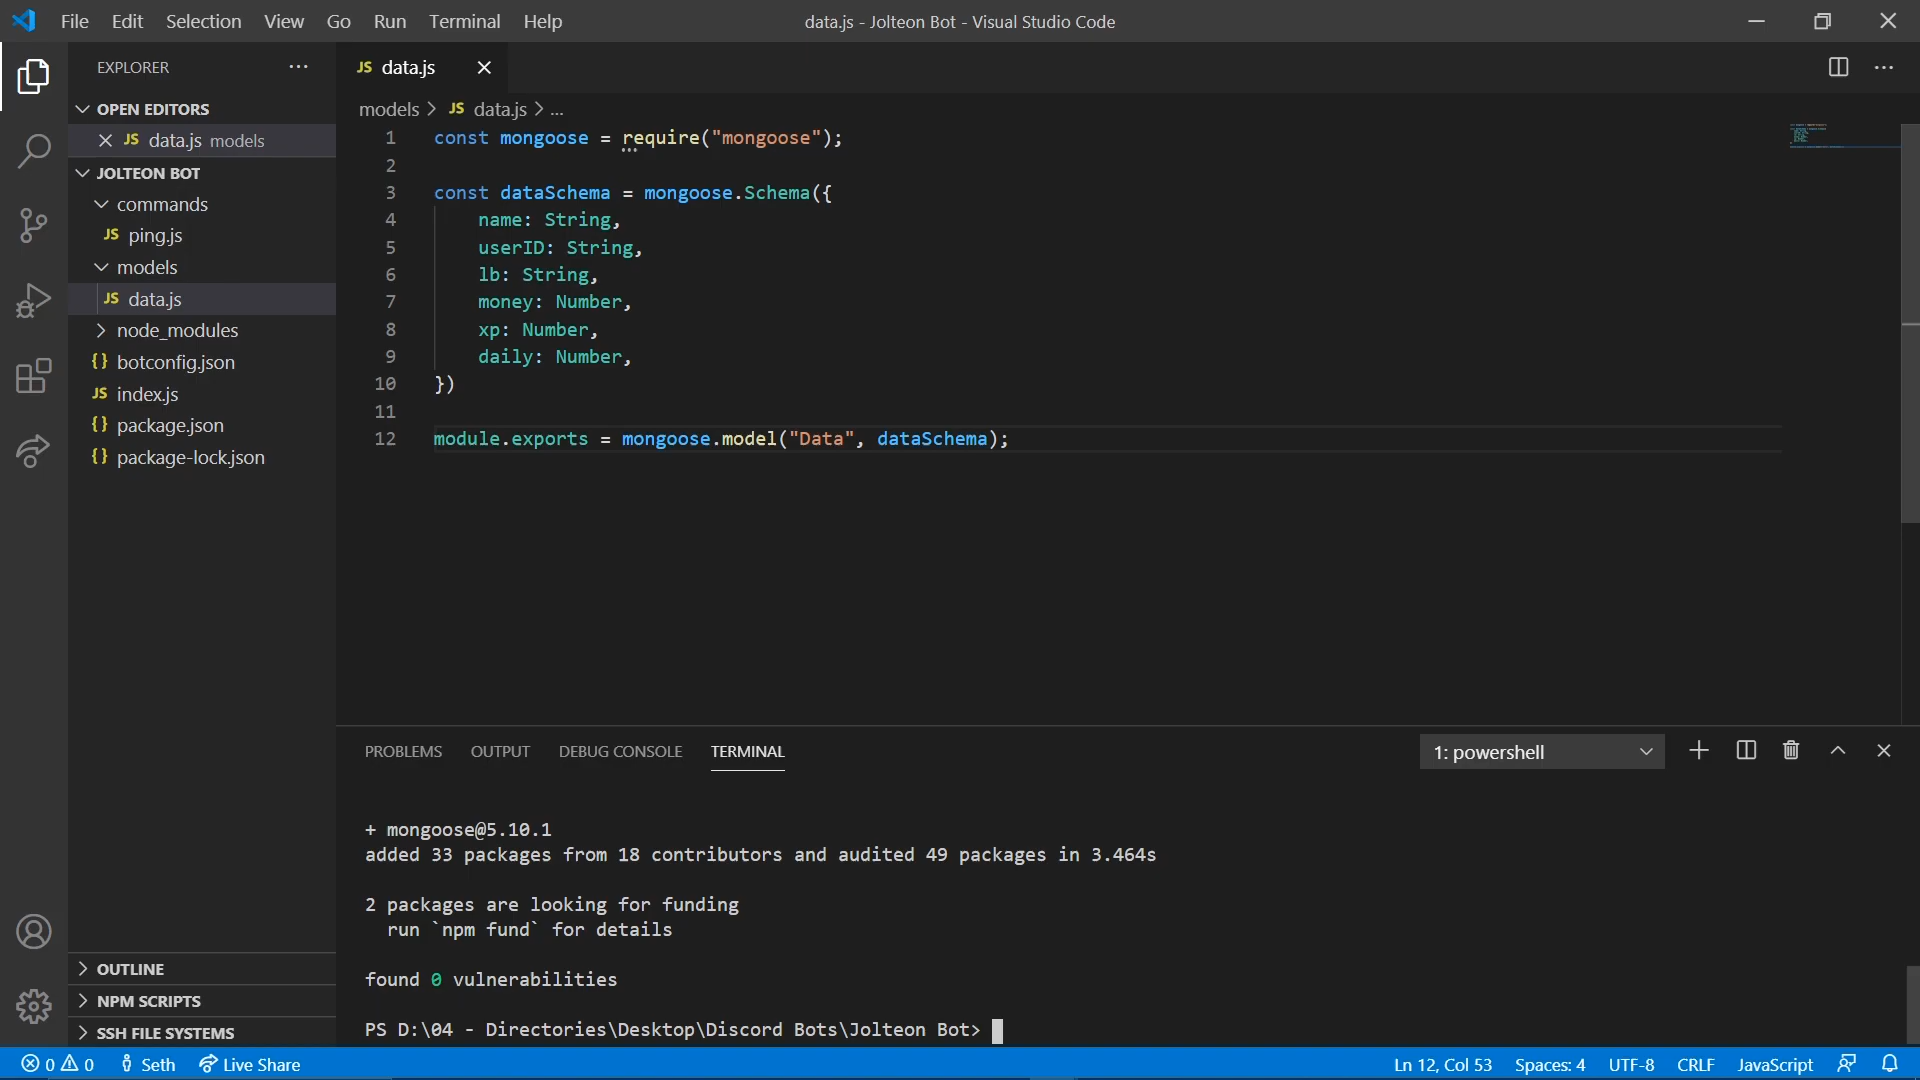 File Edit Selection View Go Run Terminal Help
data.js - Jolteon Bot - Visual Studio Code
EXPLORER
OPEN EDITORS
JS data.js models
JOLTEON BOT
commands
JS ping.js
models
JS data.js
node_modules
{} botconfig.json
JS index.js
{} package.json
{} package-lock.json
OUTLINE
NPM SCRIPTS
SSH FILE SYSTEMS
JS data.js
models > JS data.js > ...
1 const mongoose = require("mongoose");
2
3 const dataSchema = mongoose.Schema({
4 name: String,
5 userID: String,
6 lb: String,
7 money: Number,
8 xp: Number,
9 daily: Number,
10 })
11
12 module.exports = mongoose.model("Data", dataSchema);
PROBLEMS OUTPUT DEBUG CONSOLE TERMINAL
1: powershell
+ mongoose@5.10.1
added 33 packages from 18 contributors and audited 49 packages in 3.464s
2 packages are looking for funding
run `npm fund` for details
found 0 vulnerabilities
PS D:\04 - Directories\Desktop\Discord Bots\Jolteon Bot>
0 0 Seth Live Share
Ln 12, Col 53 Spaces: 4 UTF-8 CRLF JavaScript